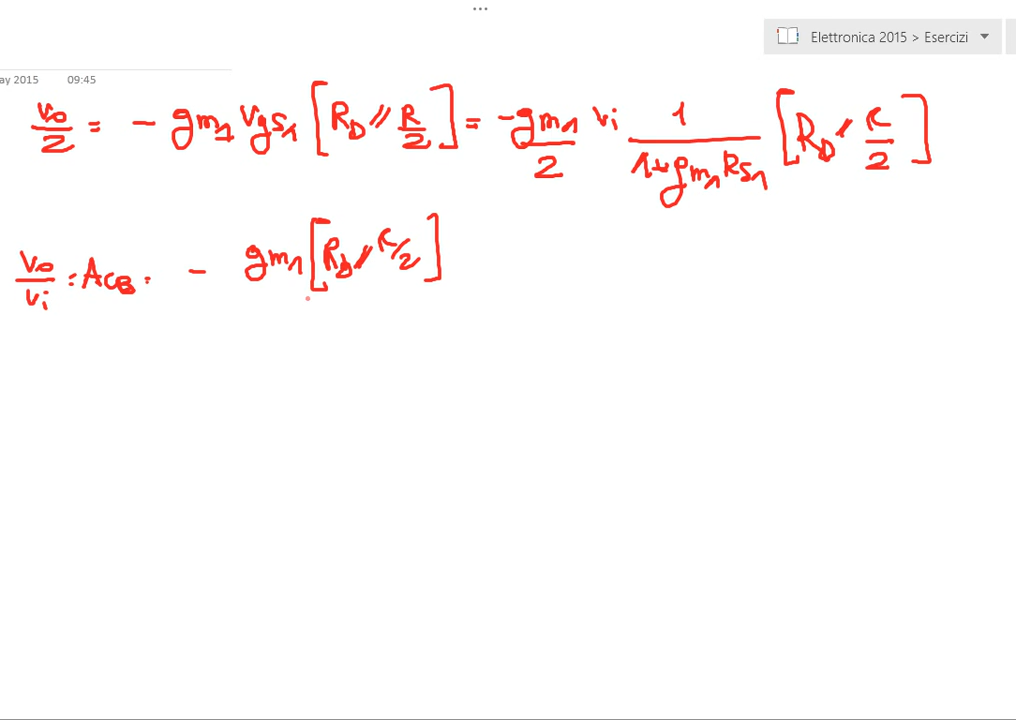 Elettronica 2015 > Esercizi
ay 2015 09:45
vo/2 = - gm1 Vgs1 [RD // R/2] = - gm1/2 vi 1/(1+gm1 RS1) [RD // R/2]
vo/vi = ACB = - gm1 [RD // R/2]